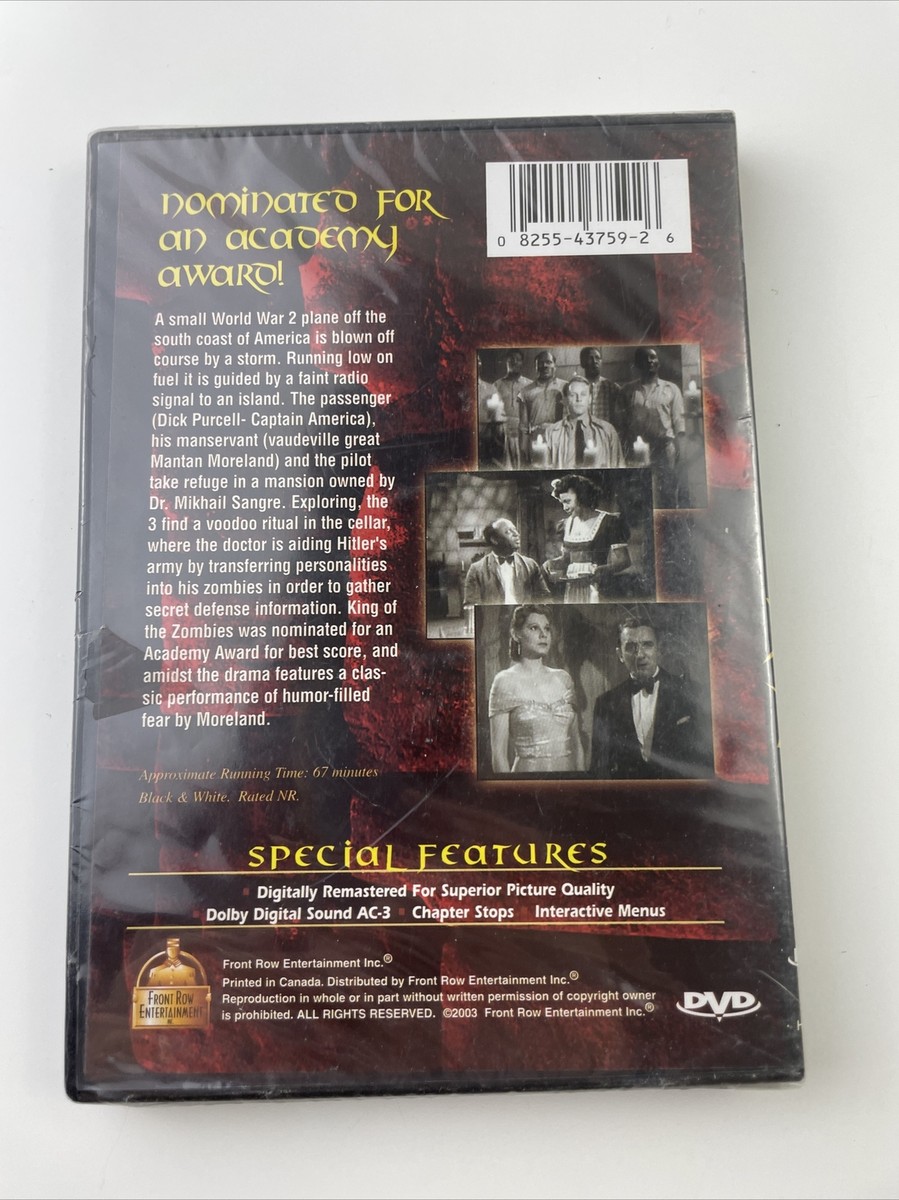 nominated for
an academy
award!
0 8255-43759-2 6
A small World War 2 plane off the
south coast of America is blown off
course by a storm. Running low on
fuel it is guided by a faint radio
signal to an island. The passenger
(Dick Purcell- Captain America),
his manservant (vaudeville great
Mantan Moreland) and the pilot
take refuge in a mansion owned by
Dr. Mikhail Sangre. Exploring, the
3 find a voodoo ritual in the cellar,
where the doctor is aiding Hitler's
army by transferring personalities
into his zombies in order to gather
secret defense information. King of
the Zombies was nominated for an
Academy Award for best score, and
amidst the drama features a clas-
sic performance of humor-filled
fear by Moreland.
Approximate Running Time: 67 minutes
Black & White. Rated NR.
Special Features
Digitally Remastered For Superior Picture Quality
Dolby Digital Sound AC-3 Chapter Stops Interactive Menus
Front Row Entertainment Inc.®
Printed in Canada. Distributed by Front Row Entertainment Inc.®
Reproduction in whole or in part without written permission of copyright owner
is prohibited. ALL RIGHTS RESERVED. ©2003 Front Row Entertainment Inc.®
FRONT ROW
ENTERTAINMENT
INC.
DVD